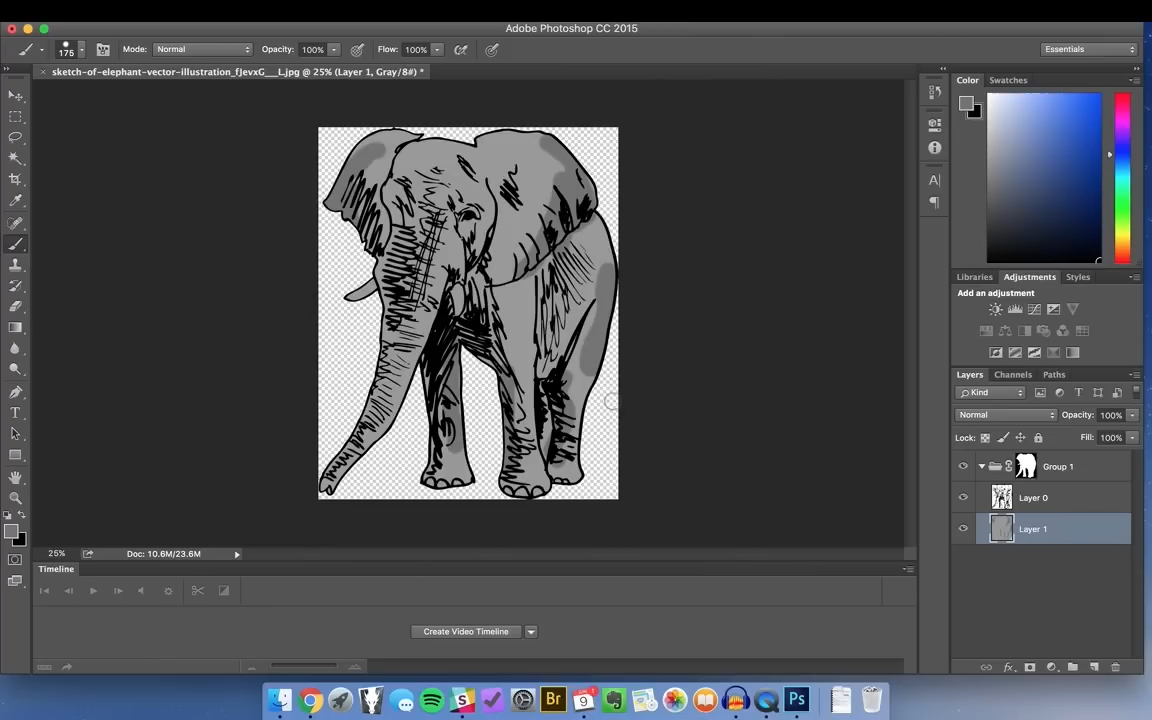 Adobe Photoshop CC 2015
175 Mode: Normal Opacity: 100% Flow: 100% Essentials
× sketch-of-elephant-vector-illustration_fJevxG___L.jpg @ 25% (Layer 1, Gray/8#) *
Color Swatches
Libraries Adjustments Styles
Add an adjustment
Layers Channels Paths
Kind
Normal Opacity: 100%
Lock: Fill: 100%
Group 1
Layer 0
Layer 1
25% Doc: 10.6M/23.6M
Timeline
Create Video Timeline
Br 9 Ps